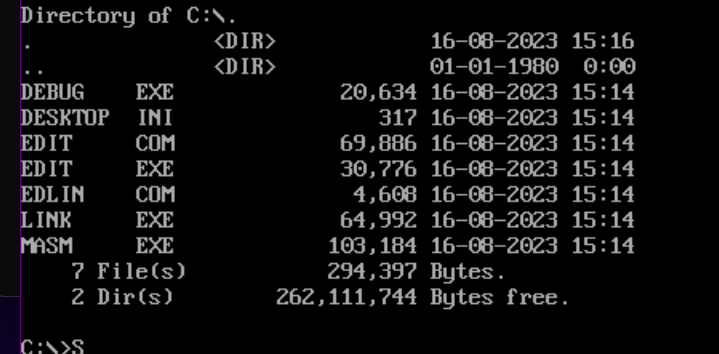 Directory of C:\.
. <DIR> 16-08-2023 15:16
.. <DIR> 01-01-1980 0:00
DEBUG EXE 20,634 16-08-2023 15:14
DESKTOP INI 317 16-08-2023 15:14
EDIT COM 69,886 16-08-2023 15:14
EDIT EXE 30,776 16-08-2023 15:14
EDLIN COM 4,608 16-08-2023 15:14
LINK EXE 64,992 16-08-2023 15:14
MASM EXE 103,184 16-08-2023 15:14
7 File(s) 294,397 Bytes.
2 Dir(s) 262,111,744 Bytes free.
C:\>S